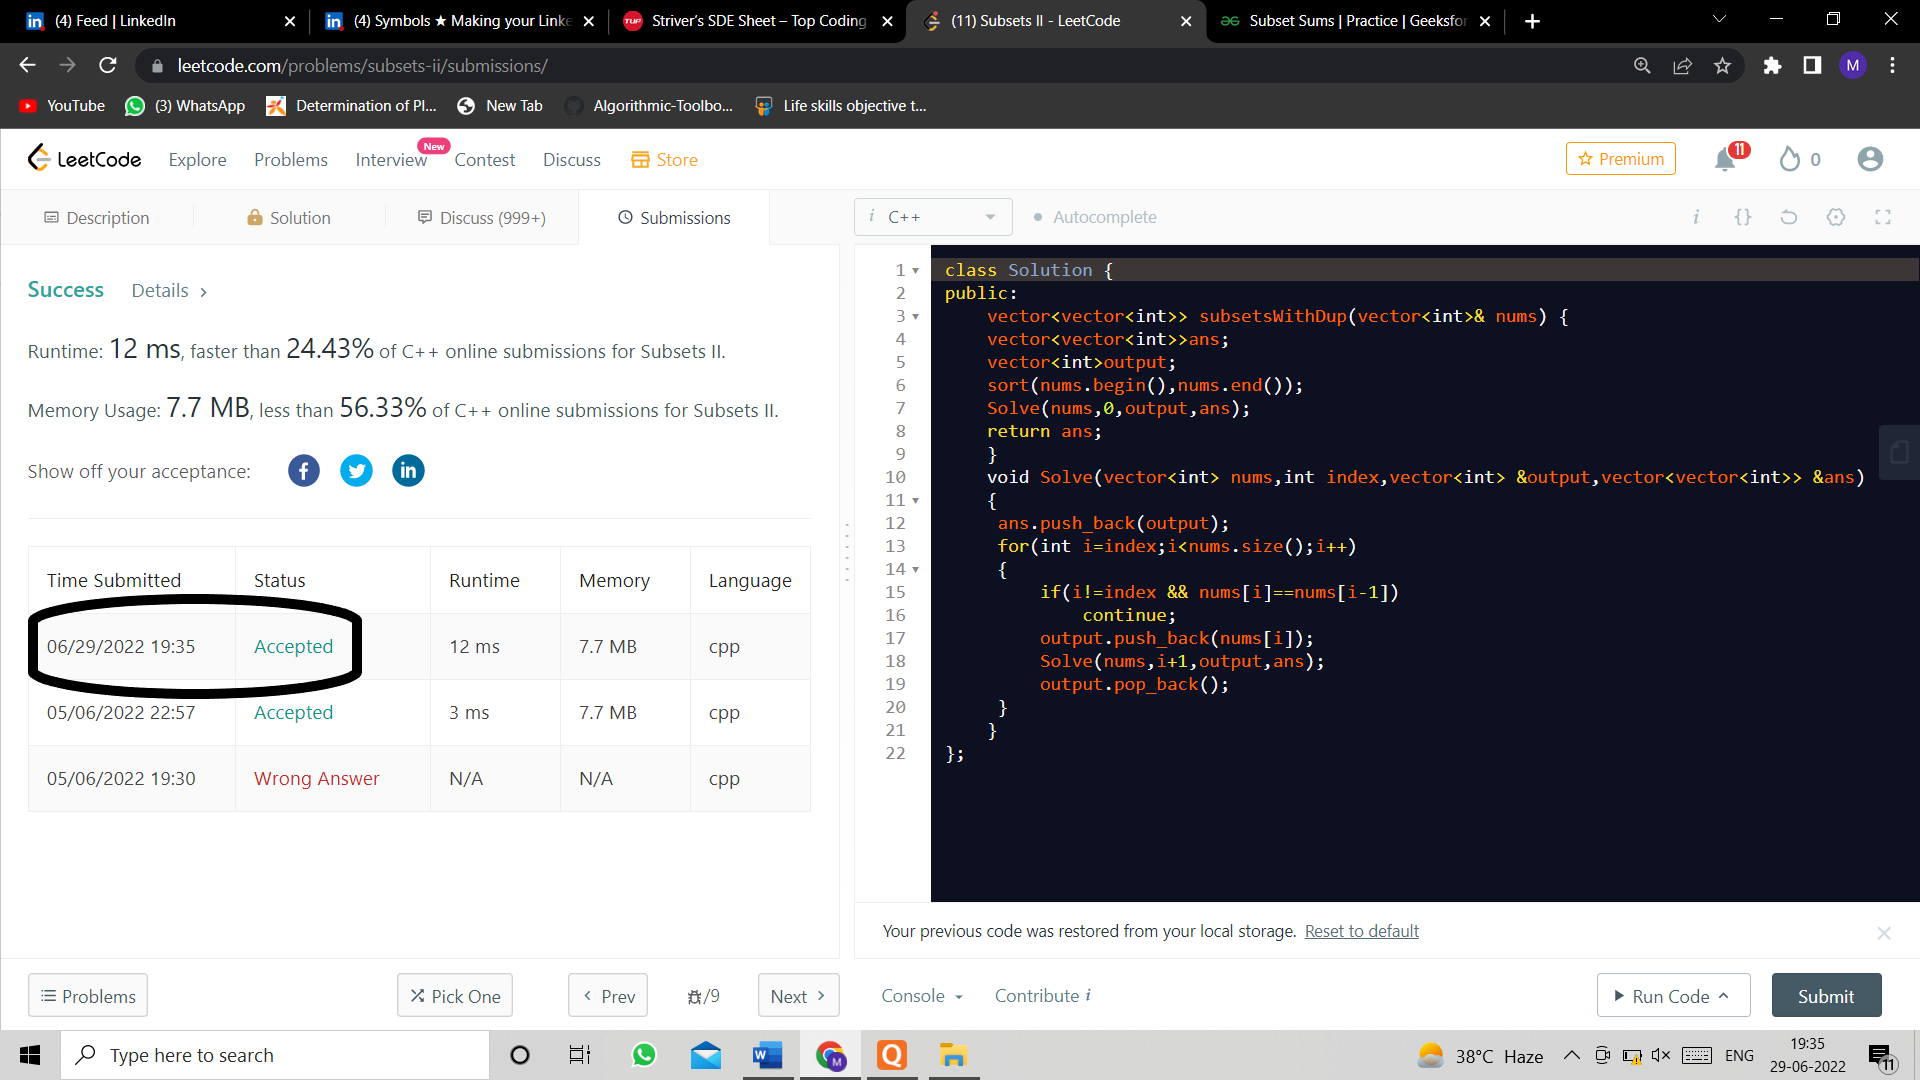 (4) Feed | LinkedIn
(4) Symbols ★ Making your Linke
Striver's SDE Sheet – Top Coding
(11) Subsets II - LeetCode
Subset Sums | Practice | Geeksfor
leetcode.com/problems/subsets-ii/submissions/
M
YouTube
(3) WhatsApp
Determination of Pl...
New Tab
Algorithmic-Toolbo...
Life skills objective t...
LeetCode
Explore
Problems
Interview
New
Contest
Discuss
Store
Premium
11
0
Description
Solution
Discuss (999+)
Submissions
i C++
Autocomplete
Success
Details >
Runtime: 12 ms, faster than 24.43% of C++ online submissions for Subsets II.
Memory Usage: 7.7 MB, less than 56.33% of C++ online submissions for Subsets II.
Show off your acceptance:
Time Submitted Status Runtime Memory Language
06/29/2022 19:35 Accepted 12 ms 7.7 MB cpp
05/06/2022 22:57 Accepted 3 ms 7.7 MB cpp
05/06/2022 19:30 Wrong Answer N/A N/A cpp
1 class Solution {
2 public:
3     vector<vector<int>> subsetsWithDup(vector<int>& nums) {
4     vector<vector<int>>ans;
5     vector<int>output;
6     sort(nums.begin(),nums.end());
7     Solve(nums,0,output,ans);
8     return ans;
9     }
10     void Solve(vector<int> nums,int index,vector<int> &output,vector<vector<int>> &ans)
11     {
12      ans.push_back(output);
13      for(int i=index;i<nums.size();i++)
14      {
15          if(i!=index && nums[i]==nums[i-1])
16              continue;
17          output.push_back(nums[i]);
18          Solve(nums,i+1,output,ans);
19          output.pop_back();
20      }
21     }
22 };
Your previous code was restored from your local storage. Reset to default
Problems
Pick One
< Prev
/9
Next >
Console
Contribute i
Run Code
Submit
Type here to search
38°C Haze
ENG
19:35
29-06-2022
11